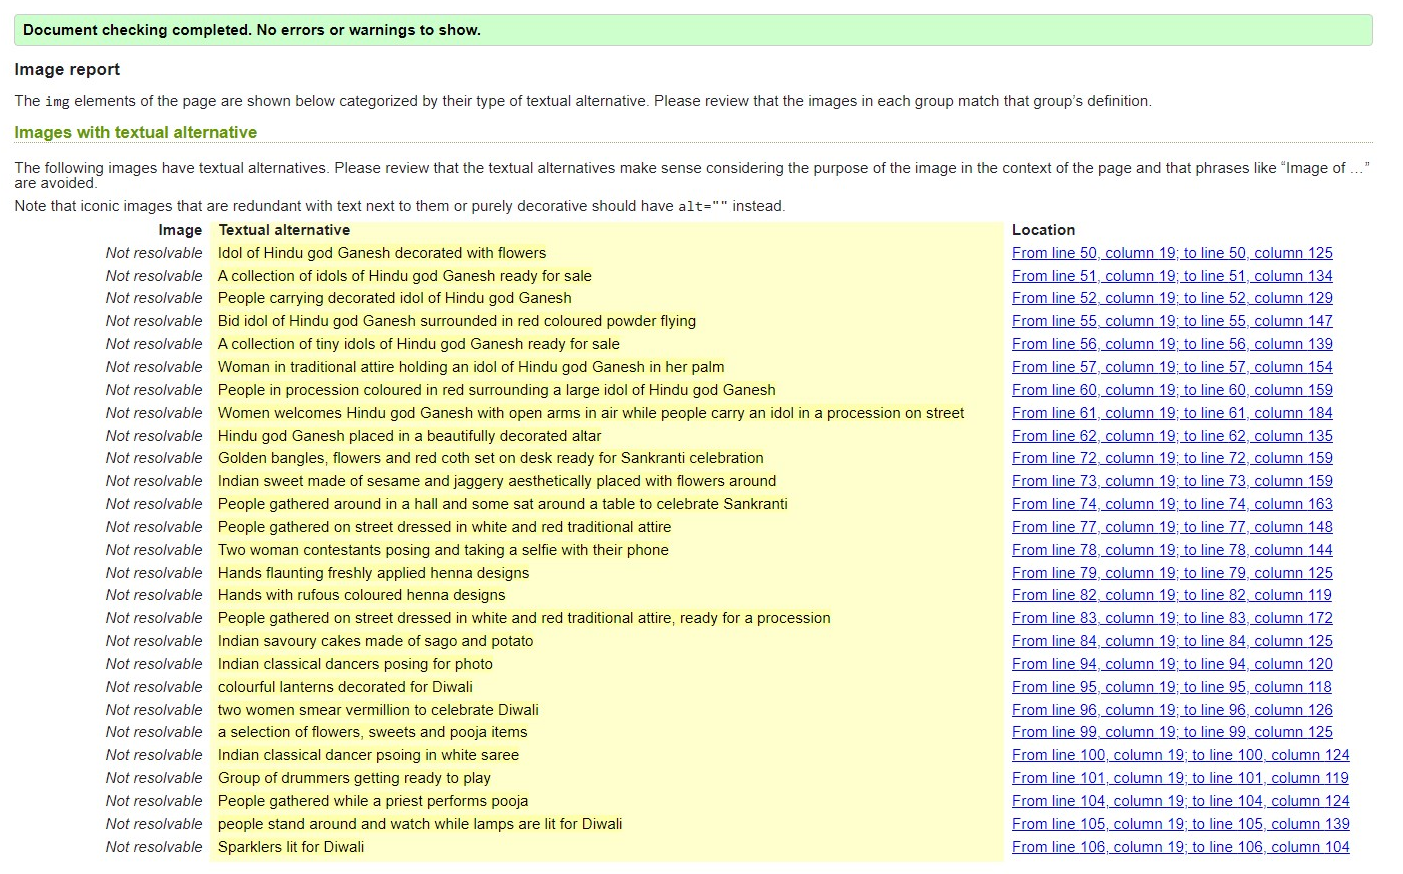 Document checking completed. No errors or warnings to show.
Image report
The img elements of the page are shown below categorized by their type of textual alternative. Please review that the images in each group match that group's definition.
Images with textual alternative
The following images have textual alternatives. Please review that the textual alternatives make sense considering the purpose of the image in the context of the page and that phrases like “Image of …”
are avoided.
Note that iconic images that are redundant with text next to them or purely decorative should have alt="" instead.
Image Textual alternative Location
Not resolvable Idol of Hindu god Ganesh decorated with flowers From line 50, column 19; to line 50, column 125
Not resolvable A collection of idols of Hindu god Ganesh ready for sale From line 51, column 19; to line 51, column 134
Not resolvable People carrying decorated idol of Hindu god Ganesh From line 52, column 19; to line 52, column 129
Not resolvable Bid idol of Hindu god Ganesh surrounded in red coloured powder flying From line 55, column 19; to line 55, column 147
Not resolvable A collection of tiny idols of Hindu god Ganesh ready for sale From line 56, column 19; to line 56, column 139
Not resolvable Woman in traditional attire holding an idol of Hindu god Ganesh in her palm From line 57, column 19; to line 57, column 154
Not resolvable People in procession coloured in red surrounding a large idol of Hindu god Ganesh From line 60, column 19; to line 60, column 159
Not resolvable Women welcomes Hindu god Ganesh with open arms in air while people carry an idol in a procession on street From line 61, column 19; to line 61, column 184
Not resolvable Hindu god Ganesh placed in a beautifully decorated altar From line 62, column 19; to line 62, column 135
Not resolvable Golden bangles, flowers and red coth set on desk ready for Sankranti celebration From line 72, column 19; to line 72, column 159
Not resolvable Indian sweet made of sesame and jaggery aesthetically placed with flowers around From line 73, column 19; to line 73, column 159
Not resolvable People gathered around in a hall and some sat around a table to celebrate Sankranti From line 74, column 19; to line 74, column 163
Not resolvable People gathered on street dressed in white and red traditional attire From line 77, column 19; to line 77, column 148
Not resolvable Two woman contestants posing and taking a selfie with their phone From line 78, column 19; to line 78, column 144
Not resolvable Hands flaunting freshly applied henna designs From line 79, column 19; to line 79, column 125
Not resolvable Hands with rufous coloured henna designs From line 82, column 19; to line 82, column 119
Not resolvable People gathered on street dressed in white and red traditional attire, ready for a procession From line 83, column 19; to line 83, column 172
Not resolvable Indian savoury cakes made of sago and potato From line 84, column 19; to line 84, column 125
Not resolvable Indian classical dancers posing for photo From line 94, column 19; to line 94, column 120
Not resolvable colourful lanterns decorated for Diwali From line 95, column 19; to line 95, column 118
Not resolvable two women smear vermillion to celebrate Diwali From line 96, column 19; to line 96, column 126
Not resolvable a selection of flowers, sweets and pooja items From line 99, column 19; to line 99, column 125
Not resolvable Indian classical dancer psoing in white saree From line 100, column 19; to line 100, column 124
Not resolvable Group of drummers getting ready to play From line 101, column 19; to line 101, column 119
Not resolvable People gathered while a priest performs pooja From line 104, column 19; to line 104, column 124
Not resolvable people stand around and watch while lamps are lit for Diwali From line 105, column 19; to line 105, column 139
Not resolvable Sparklers lit for Diwali From line 106, column 19; to line 106, column 104